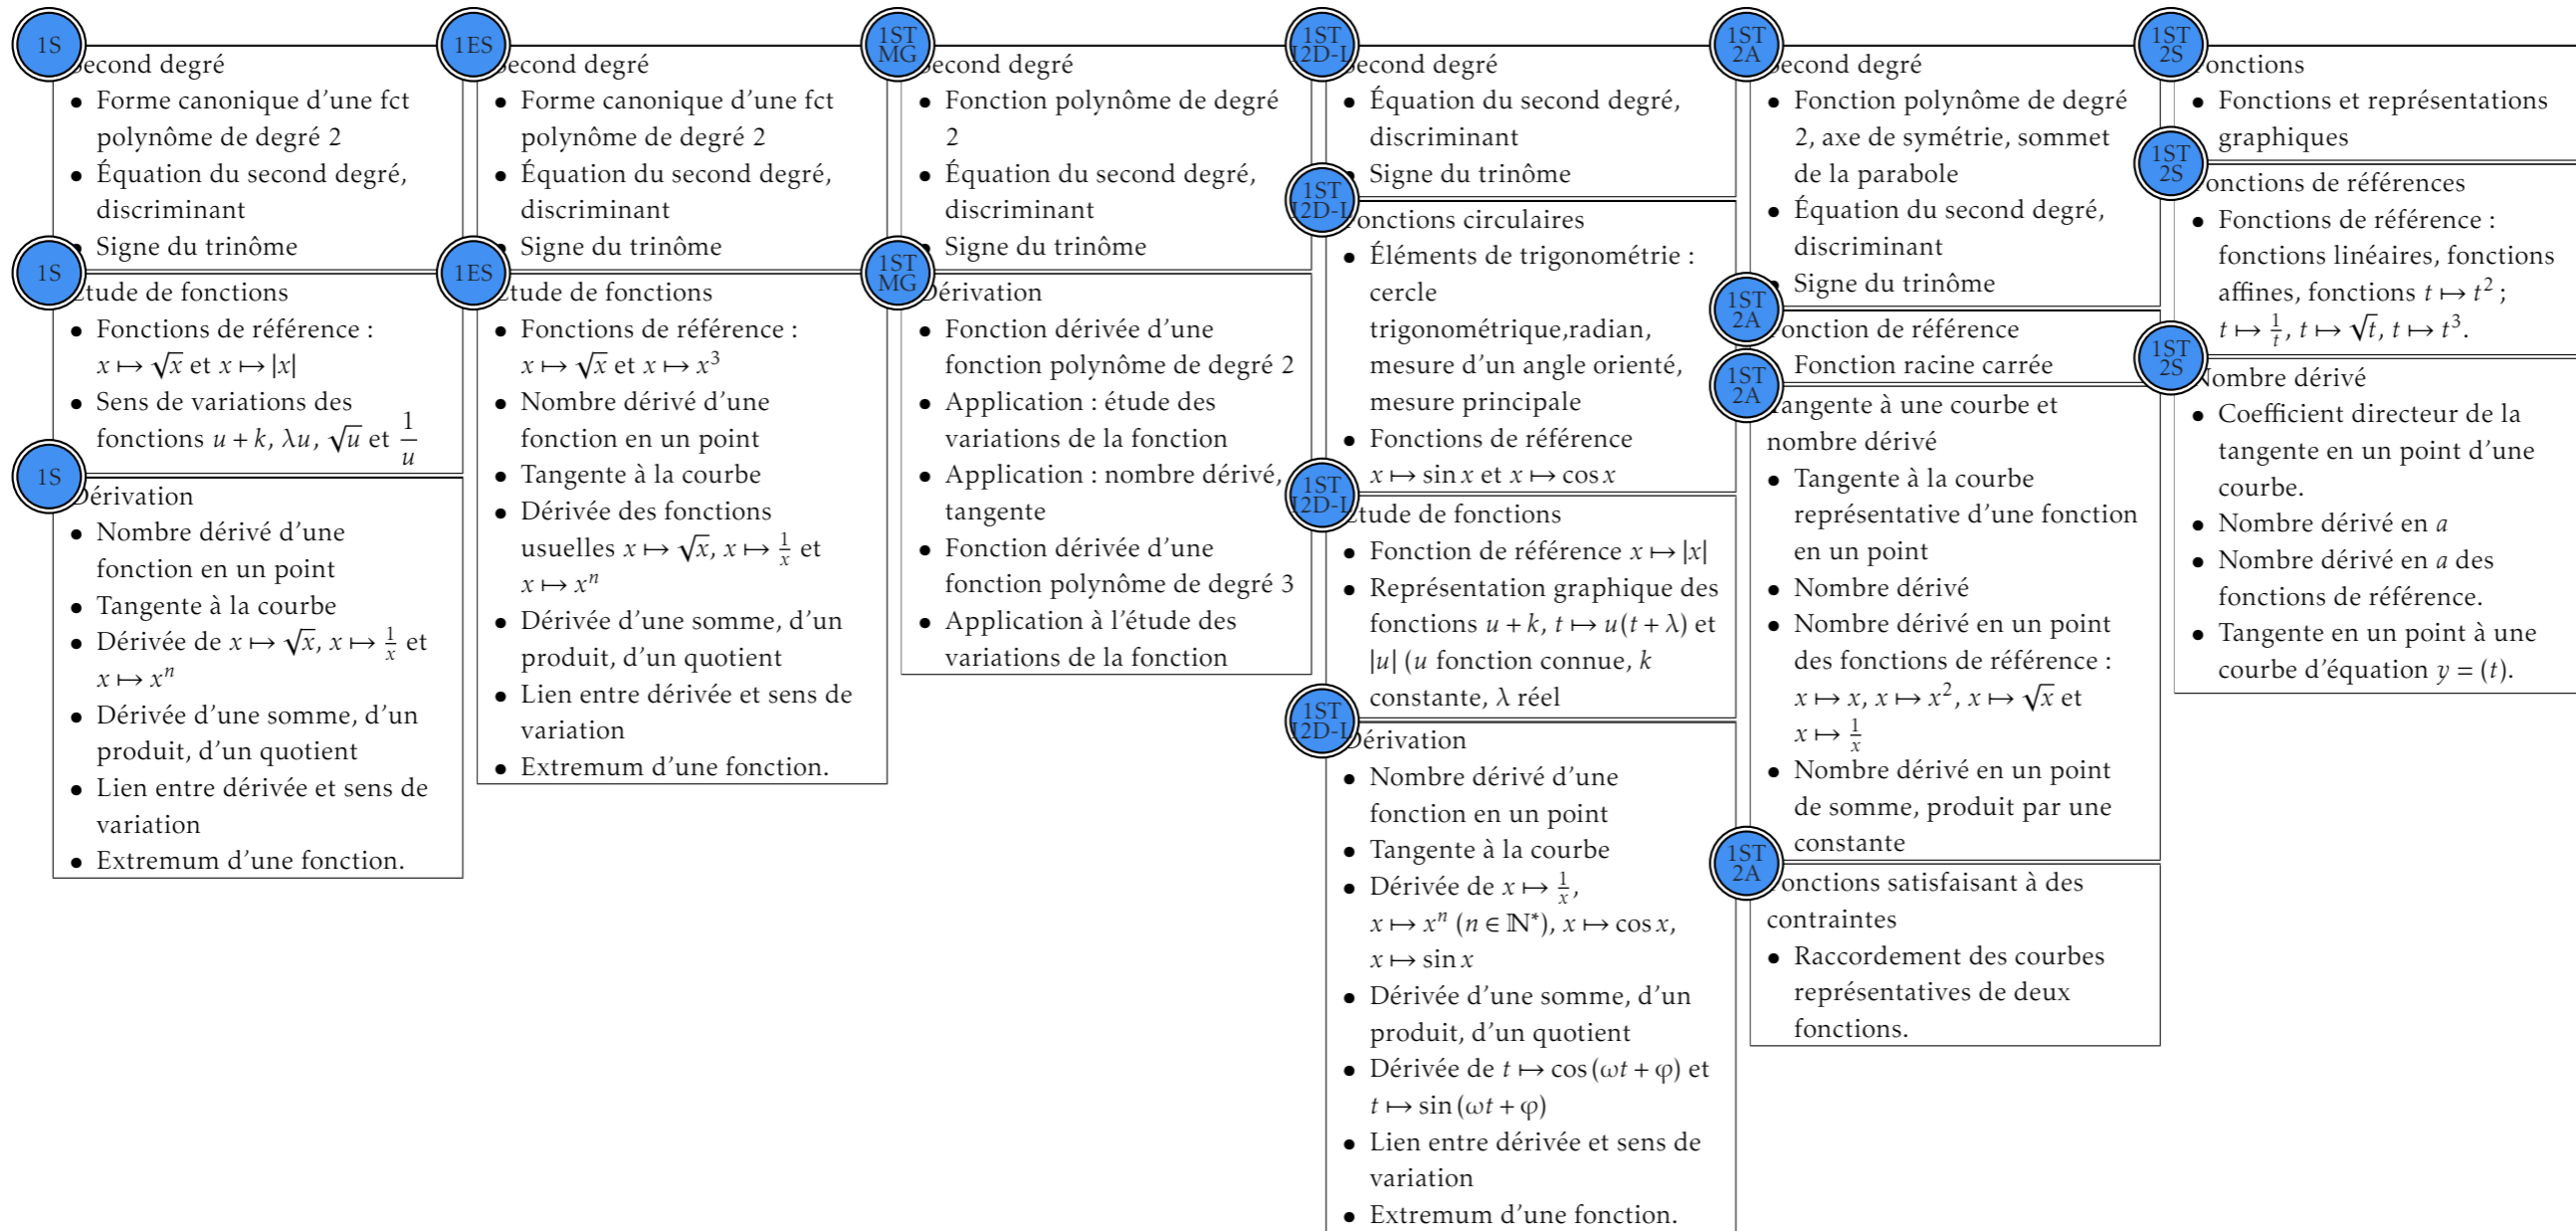 1S
Second degré
• Forme canonique d'une fct
polynôme de degré 2
• Équation du second degré,
discriminant
• Signe du trinôme
1S
Étude de fonctions
• Fonctions de référence :
x ↦ √x et x ↦ |x|
• Sens de variations des
fonctions u + k, λu, √u et 1/u
1S
Dérivation
• Nombre dérivé d'une
fonction en un point
• Tangente à la courbe
• Dérivée de x ↦ √x, x ↦ 1/x et
x ↦ xⁿ
• Dérivée d'une somme, d'un
produit, d'un quotient
• Lien entre dérivée et sens de
variation
• Extremum d'une fonction.
1ES
Second degré
• Forme canonique d'une fct
polynôme de degré 2
• Équation du second degré,
discriminant
• Signe du trinôme
1ES
Étude de fonctions
• Fonctions de référence :
x ↦ √x et x ↦ x³
• Nombre dérivé d'une
fonction en un point
• Tangente à la courbe
• Dérivée des fonctions
usuelles x ↦ √x, x ↦ 1/x et
x ↦ xⁿ
• Dérivée d'une somme, d'un
produit, d'un quotient
• Lien entre dérivée et sens de
variation
• Extremum d'une fonction.
1ST
MG
Second degré
• Fonction polynôme de degré
2
• Équation du second degré,
discriminant
• Signe du trinôme
1ST
MG
Dérivation
• Fonction dérivée d'une
fonction polynôme de degré 2
• Application : étude des
variations de la fonction
• Application : nombre dérivé,
tangente
• Fonction dérivée d'une
fonction polynôme de degré 3
• Application à l'étude des
variations de la fonction
1ST
I2D-L
Second degré
• Équation du second degré,
discriminant
• Signe du trinôme
1ST
I2D-L
Fonctions circulaires
• Éléments de trigonométrie :
cercle
trigonométrique,radian,
mesure d'un angle orienté,
mesure principale
• Fonctions de référence
x ↦ sin x et x ↦ cos x
1ST
I2D-L
Étude de fonctions
• Fonction de référence x ↦ |x|
• Représentation graphique des
fonctions u + k, t ↦ u(t + λ) et
|u| (u fonction connue, k
constante, λ réel
1ST
I2D-L
Dérivation
• Nombre dérivé d'une
fonction en un point
• Tangente à la courbe
• Dérivée de x ↦ 1/x,
x ↦ xⁿ (n ∈ ℕ*), x ↦ cos x,
x ↦ sin x
• Dérivée d'une somme, d'un
produit, d'un quotient
• Dérivée de t ↦ cos (ωt + φ) et
t ↦ sin (ωt + φ)
• Lien entre dérivée et sens de
variation
• Extremum d'une fonction.
1ST
2A
Second degré
• Fonction polynôme de degré
2, axe de symétrie, sommet
de la parabole
• Équation du second degré,
discriminant
• Signe du trinôme
1ST
2A
Fonction de référence
Fonction racine carrée
1ST
2A
Tangente à une courbe et
nombre dérivé
• Tangente à la courbe
représentative d'une fonction
en un point
• Nombre dérivé
• Nombre dérivé en un point
des fonctions de référence :
x ↦ x, x ↦ x², x ↦ √x et
x ↦ 1/x
• Nombre dérivé en un point
de somme, produit par une
constante
1ST
2A
Fonctions satisfaisant à des
contraintes
• Raccordement des courbes
représentatives de deux
fonctions.
1ST
2S
Fonctions
• Fonctions et représentations
graphiques
1ST
2S
Fonctions de références
• Fonctions de référence :
fonctions linéaires, fonctions
affines, fonctions t ↦ t² ;
t ↦ 1/t, t ↦ √t, t ↦ t³.
1ST
2S
Nombre dérivé
• Coefficient directeur de la
tangente en un point d'une
courbe.
• Nombre dérivé en a
• Nombre dérivé en a des
fonctions de référence.
• Tangente en un point à une
courbe d'équation y = (t).